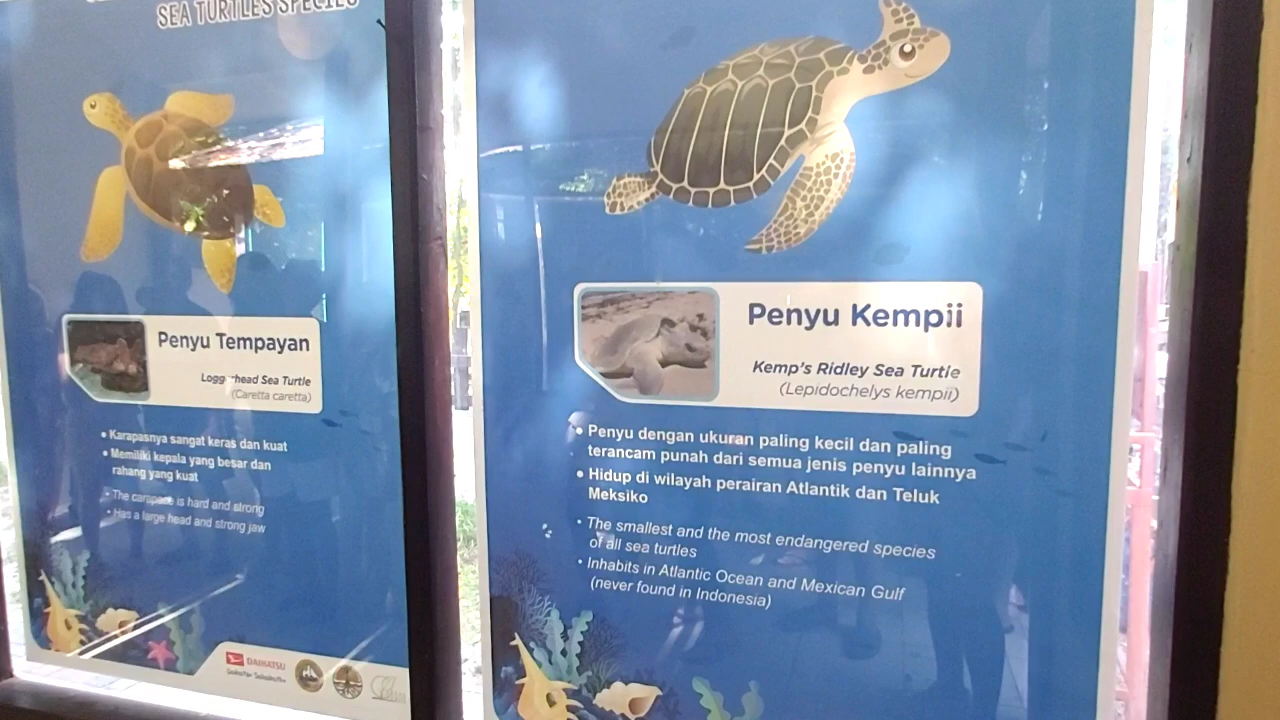 SEA TURTLES SPECIES
Penyu Tempayan
Loggerhead Sea Turtle
(Caretta caretta)
• Karapasnya sangat keras dan kuat
• Memiliki kepala yang besar dan
rahang yang kuat
• The carapace is hard and strong
• Has a large head and strong jaw
DAIHATSU
Penyu Kempii
Kemp's Ridley Sea Turtle
(Lepidochelys kempii)
• Penyu dengan ukuran paling kecil dan paling
terancam punah dari semua jenis penyu lainnya
• Hidup di wilayah perairan Atlantik dan Teluk
Meksiko
• The smallest and the most endangered species
of all sea turtles
• Inhabits in Atlantic Ocean and Mexican Gulf
(never found in Indonesia)